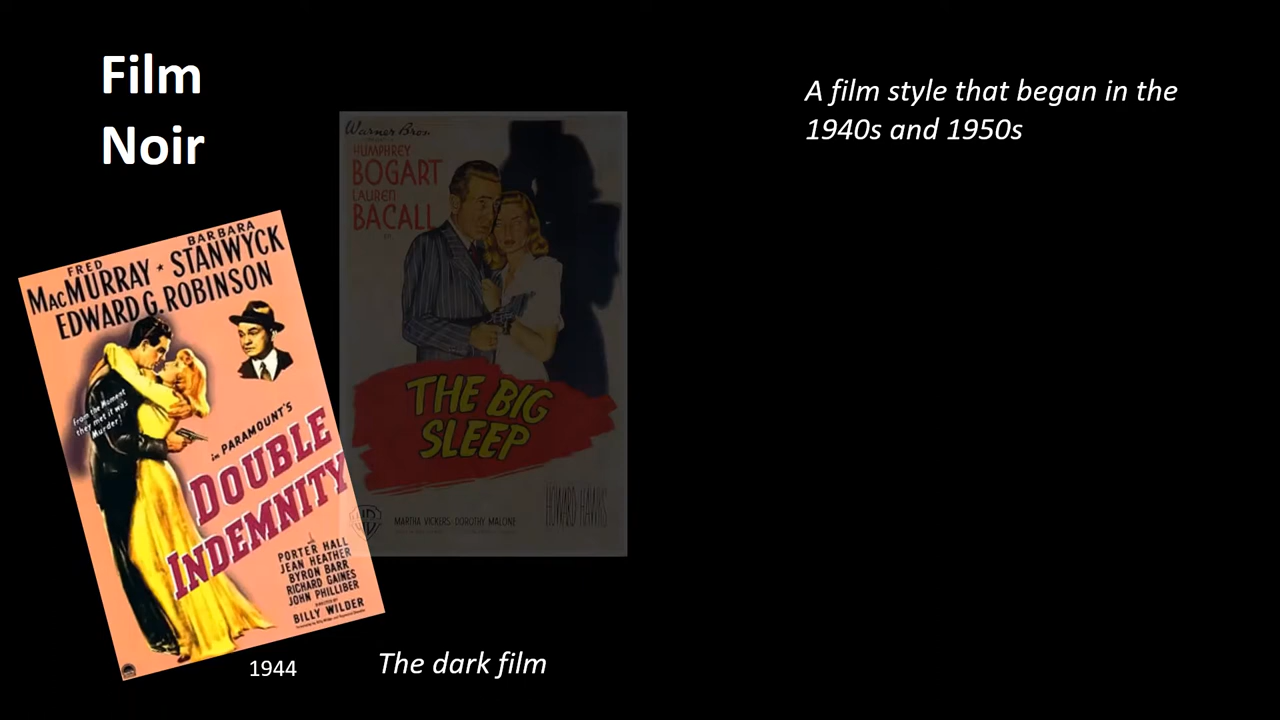 Film
Noir
A film style that began in the
1940s and 1950s
FRED
MACMURRAY ★ BARBARA
STANWYCK
EDWARD G. ROBINSON
From the Moment
they met it was
Murder!
in PARAMOUNT'S
DOUBLE
INDEMNITY
PORTER HALL
JEAN HEATHER
BYRON BARR
RICHARD GAINES
JOHN PHILLIBER
DIRECTED BY
BILLY WILDER
Warner Bros.
HUMPHREY
BOGART
LAUREN
BACALL
THE BIG
SLEEP
WB
MARTHA VICKERS · DOROTHY MALONE
HOWARD HAWKS
1944
The dark film